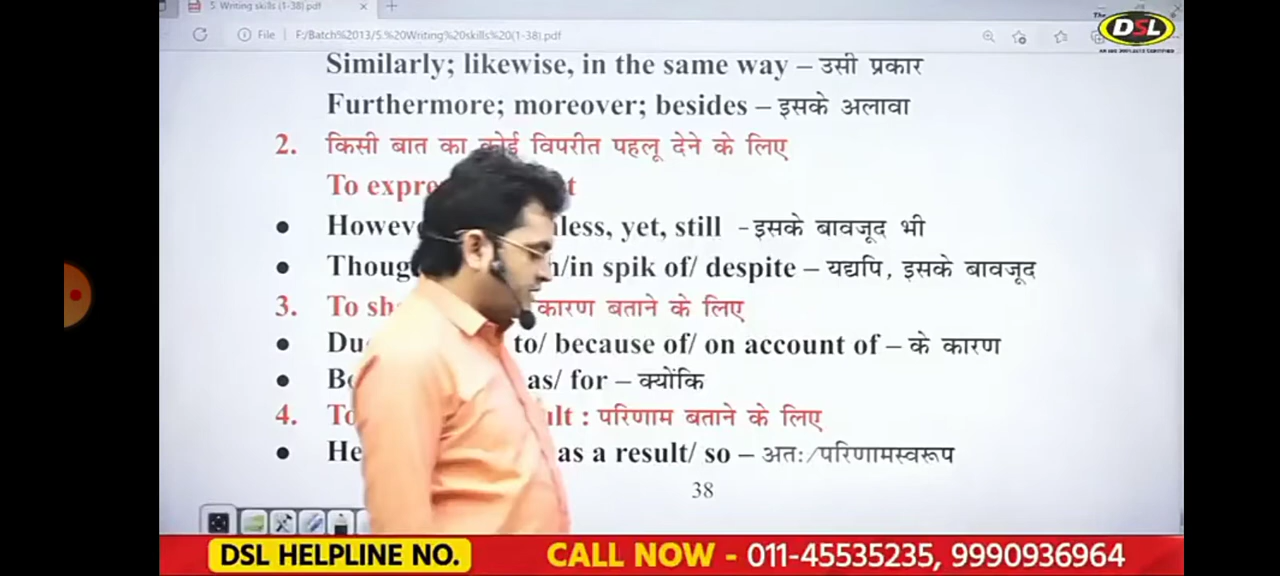 5. Writing skills (1-38).pdf
File F:/Batch%2013/5.%20Writing%20skills%20(1-38).pdf
The
DSL
Similarly; likewise, in the same way – उसी प्रकार
Furthermore; moreover; besides – इसके अलावा
2. किसी बात का कोई विपरीत पहलू देने के लिए
To expre t
Howeve less, yet, still - इसके बावजूद भी
Thoug h/in spik of/ despite – यद्यपि, इसके बावजूद
3. To sh कारण बताने के लिए
Du to/ because of/ on account of – के कारण
B as/ for – क्योंकि
4. To ult : परिणाम बताने के लिए
He as a result/ so – अतः/परिणामस्वरूप
38
DSL HELPLINE NO. CALL NOW - 011-45535235, 9990936964